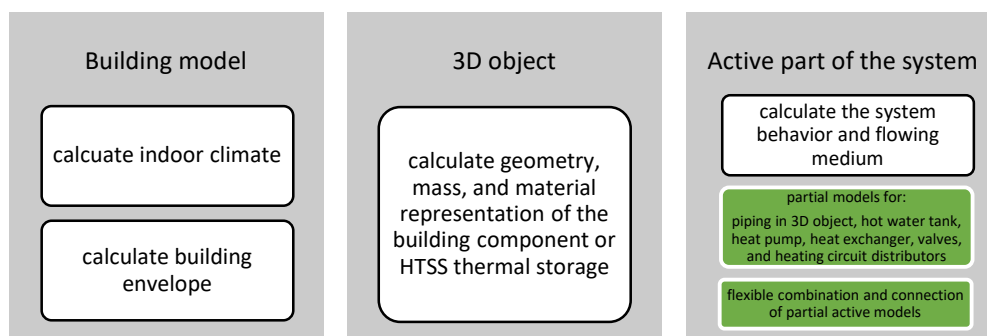 Building model
calcuate indoor climate
calculate building
envelope
3D object
calculate geometry,
mass, and material
representation of the
building component or
HTSS thermal storage
Active part of the system
calculate the system
behavior and flowing
medium
partial models for:
piping in 3D object, hot water tank,
heat pump, heat exchanger, valves,
and heating circuit distributors
flexible combination and connection
of partial active models